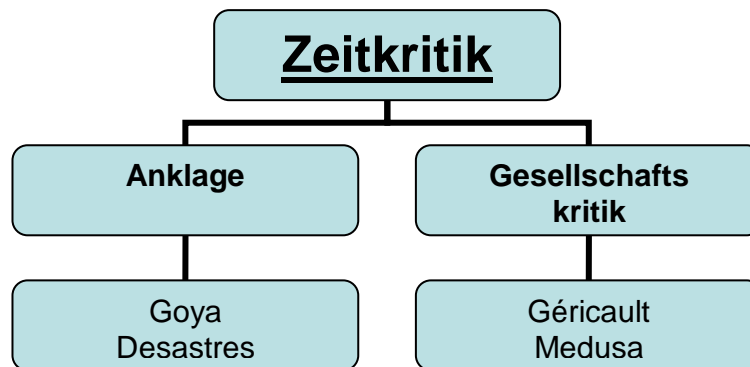 Zeitkritik
Anklage
Gesellschafts
kritik
Goya
Desastres
Géricault
Medusa